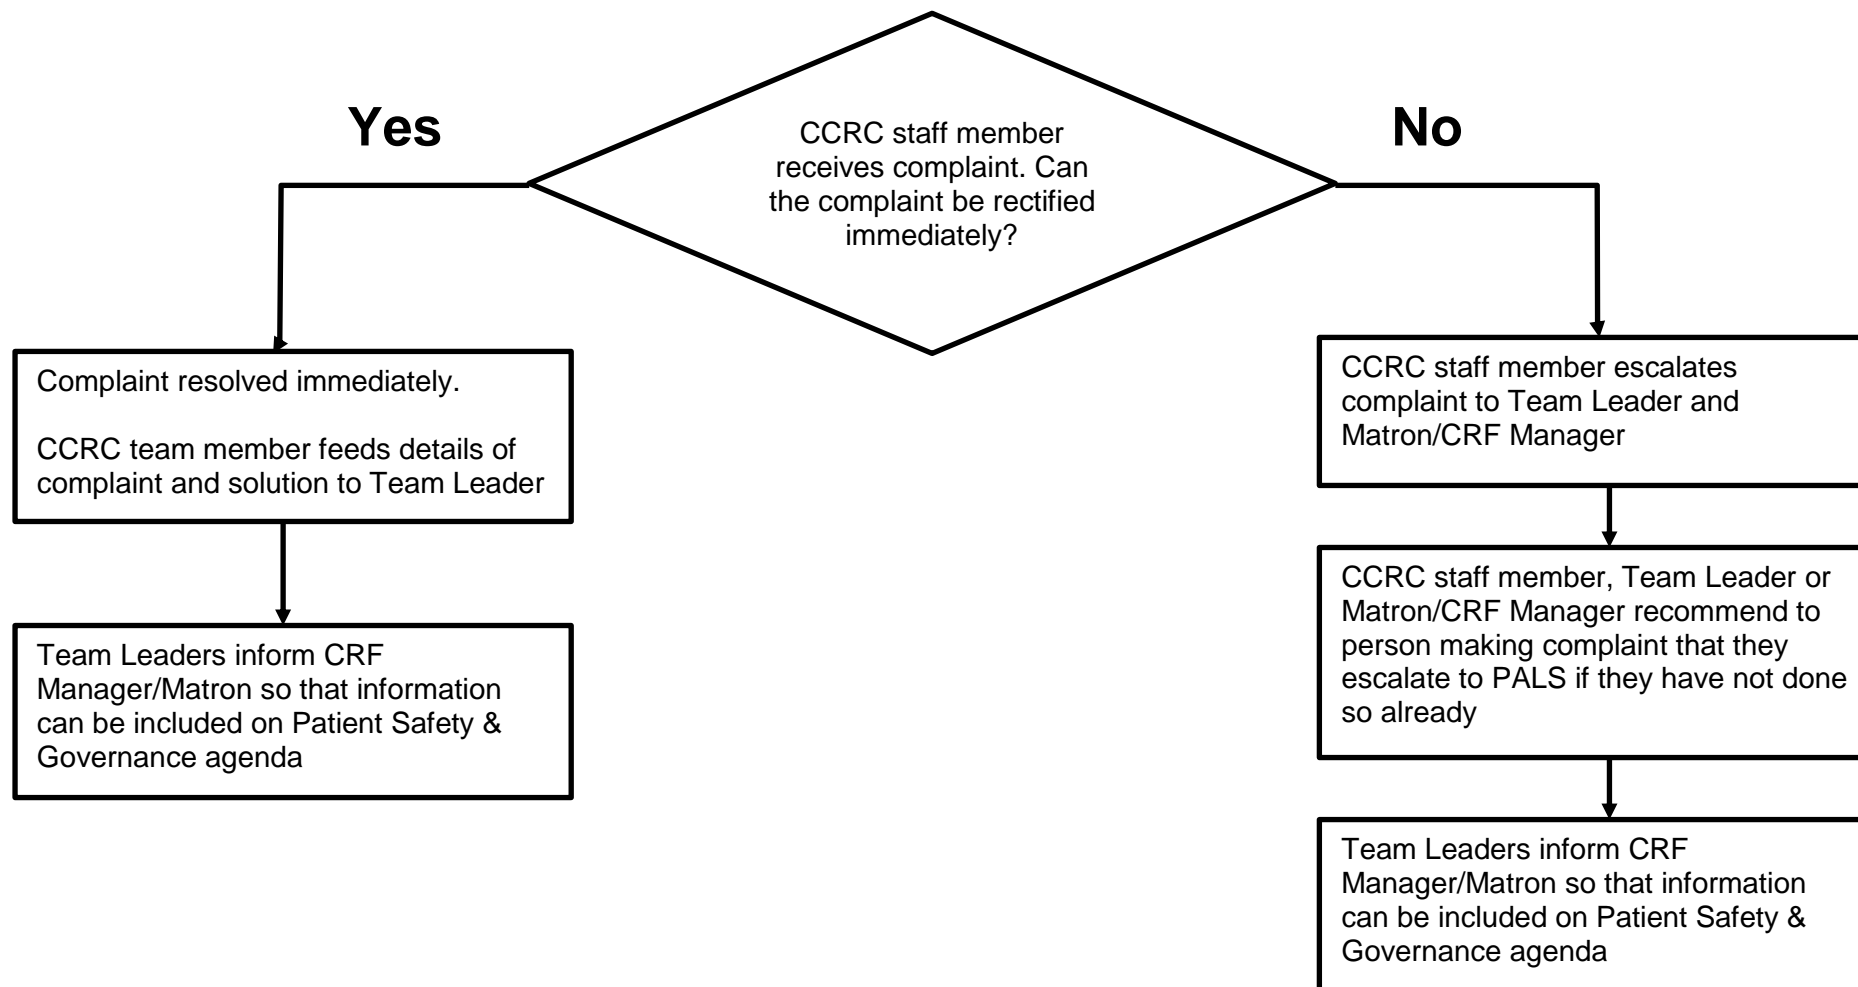 Yes
No
CCRC staff member
receives complaint. Can
the complaint be rectified
immediately?
Complaint resolved immediately.
CCRC team member feeds details of
complaint and solution to Team Leader
Team Leaders inform CRF
Manager/Matron so that information
can be included on Patient Safety &
Governance agenda
CCRC staff member escalates
complaint to Team Leader and
Matron/CRF Manager
CCRC staff member, Team Leader or
Matron/CRF Manager recommend to
person making complaint that they
escalate to PALS if they have not done
so already
Team Leaders inform CRF
Manager/Matron so that information
can be included on Patient Safety &
Governance agenda